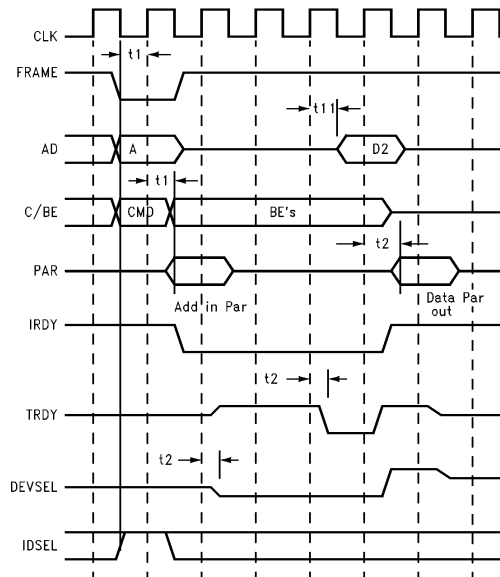 CLK
t1
FRAME
t11
AD
A
D2
t1
C/BE
CMD
BE's
t2
PAR
Add in Par
Data Par
out
IRDY
t2
TRDY
t2
DEVSEL
IDSEL